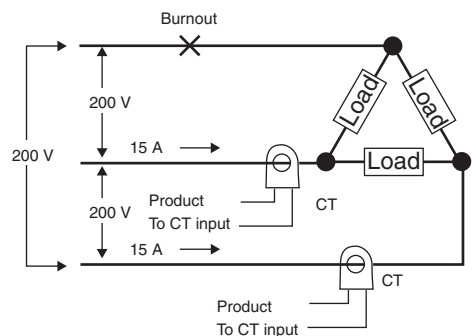 Burnout
200 V
Load
Load
200 V
15 A
Load
Product
To CT input
CT
200 V
15 A
CT
Product
To CT input